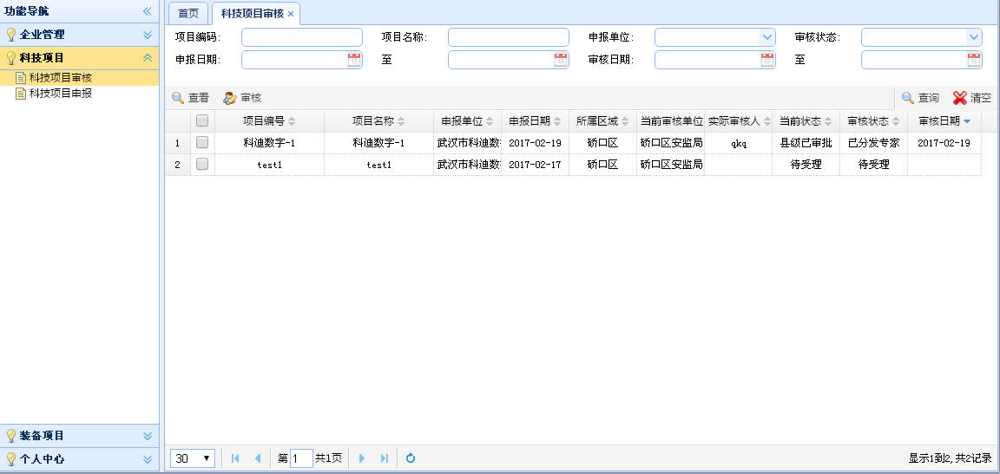 功能导航
企业管理
科技项目
科技项目审核
科技项目申报
装备项目
个人中心
首页 科技项目审核
项目编码: 项目名称: 申报单位: 审核状态:
申报日期: 至 审核日期: 至
查看 审核 查询 清空
项目编号 项目名称 申报单位 申报日期 所属区域 当前审核单位 实际审核人 当前状态 审核状态 审核日期
1 科迪数字-1 科迪数字-1 武汉市科迪数 2017-02-19 硚口区 硚口区安监局 qkq 县级已审批 已分发专家 2017-02-19
2 test1 test1 武汉市科迪数 2017-02-17 硚口区 硚口区安监局 待受理 待受理
30 第 1 共1页 显示1到2,共2记录